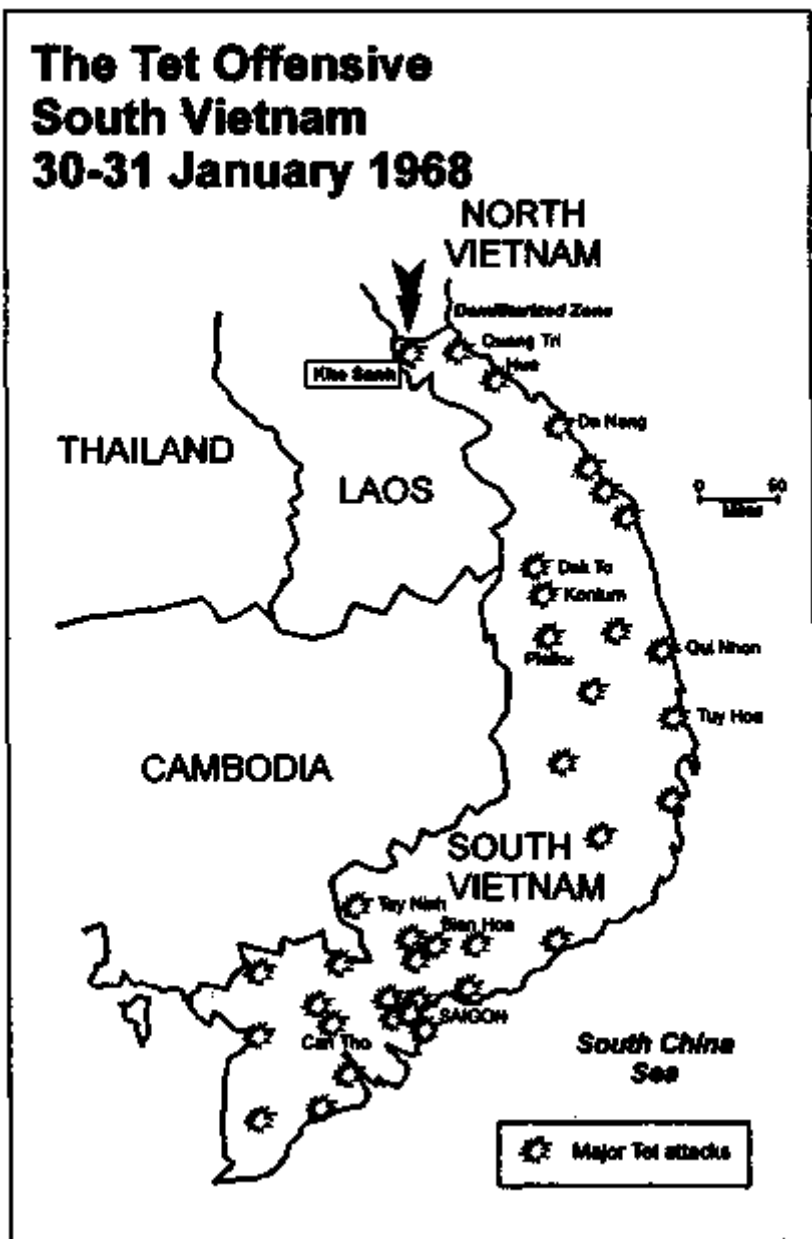 The Tet Offensive
South Vietnam
30-31 January 1968
NORTH
VIETNAM
Demilitarized Zone
Quang Tri
Hue
Khe Sanh
Da Nang
THAILAND
LAOS
0 50
Miles
Dak To
Kontum
Pleiku
Qui Nhon
Tuy Hoa
CAMBODIA
SOUTH
VIETNAM
Tay Ninh
Bien Hoa
SAIGON
Can Tho
South China
Sea
Major Tet attacks